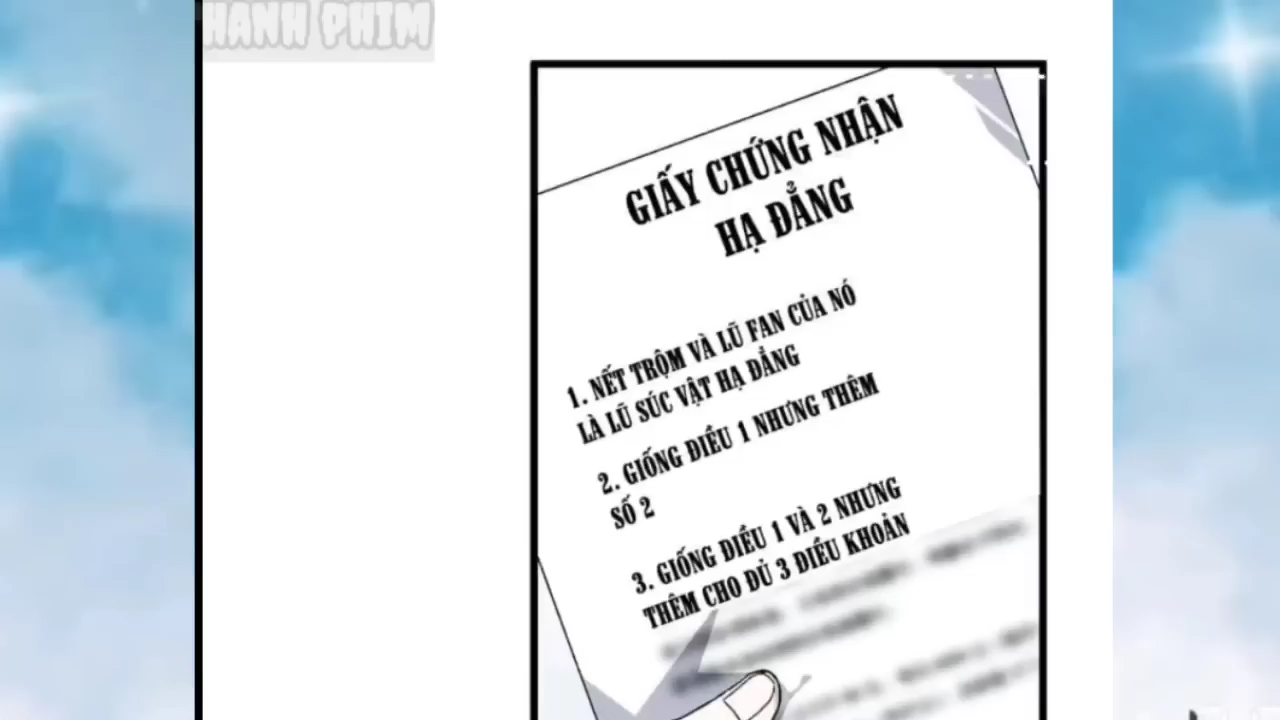 HANH PHIM
GIẤY CHỨNG NHẬN
HẠ ĐẲNG
1. NẾT TRỘM VÀ LŨ FAN CỦA NÓ
LÀ LŨ SÚC VẬT HẠ ĐẲNG
2. GIỐNG ĐIỀU 1 NHƯNG THÊM
SỐ 2
3. GIỐNG ĐIỀU 1 VÀ 2 NHƯNG
THÊM CHO ĐỦ 3 ĐIỀU KHOẢN